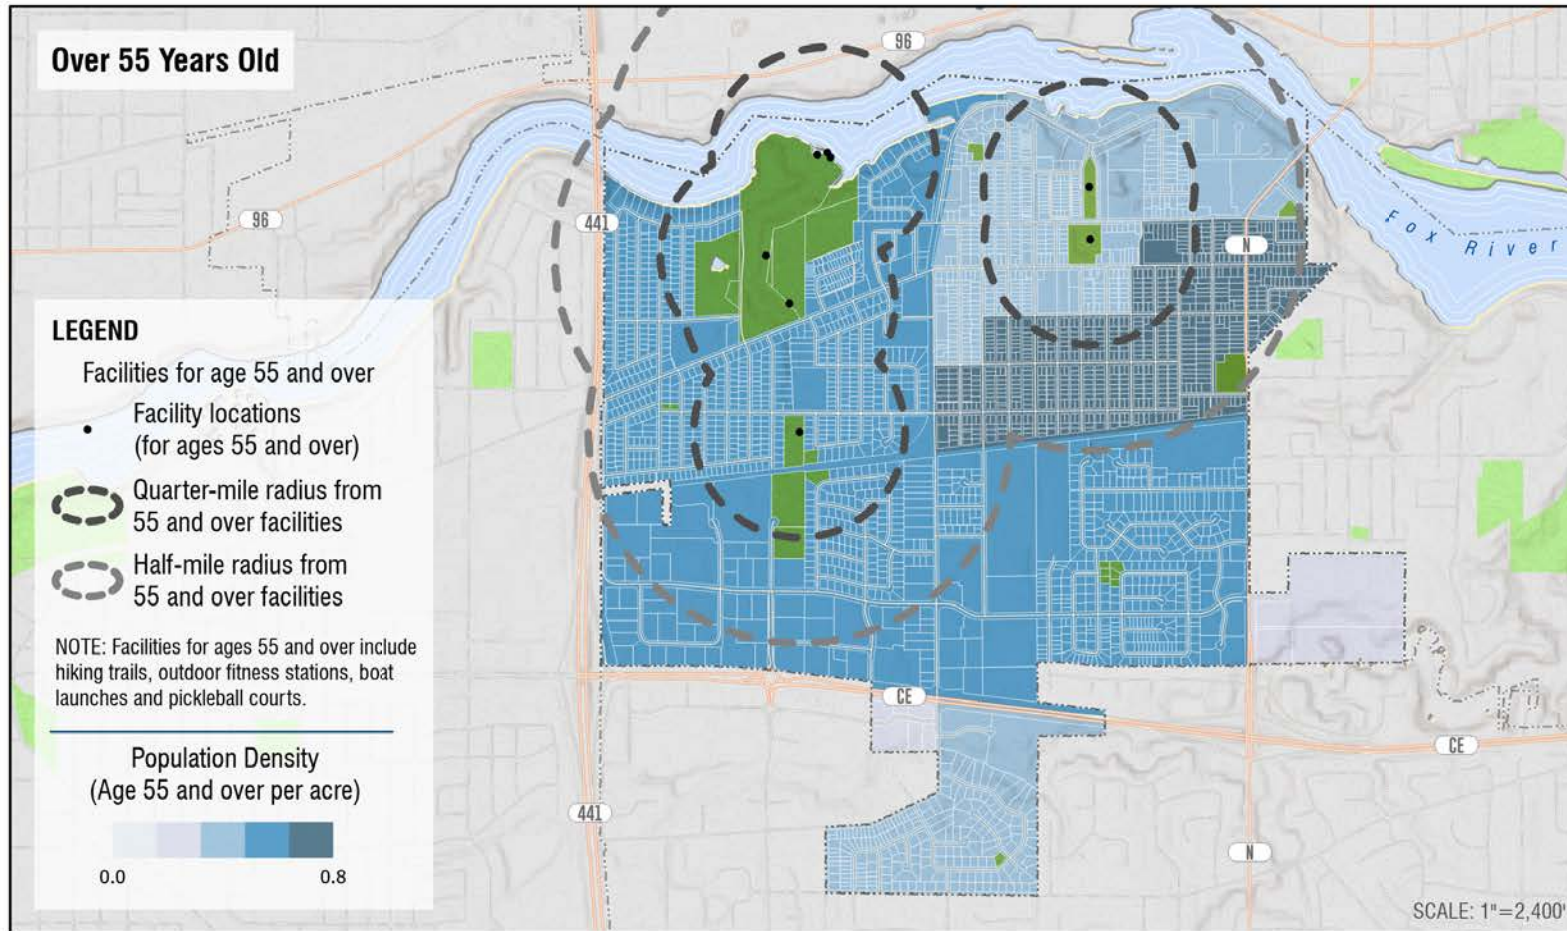 Over 55 Years Old
96
96
441
N
Fox River
LEGEND
Facilities for age 55 and over
Facility locations
(for ages 55 and over)
Quarter-mile radius from
55 and over facilities
Half-mile radius from
55 and over facilities
NOTE: Facilities for ages 55 and over include
hiking trails, outdoor fitness stations, boat
launches and pickleball courts.
Population Density
(Age 55 and over per acre)
0.0
0.8
CE
CE
441
N
SCALE: 1"=2,400'